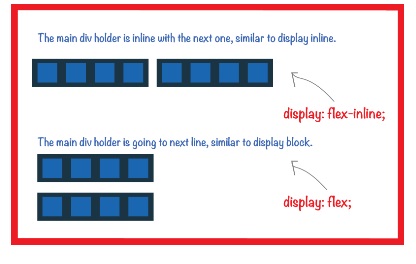 The main div holder is inline with the next one, similar to display inline.
display: flex-inline;
The main div holder is going to next line, similar to display block.
display: flex;